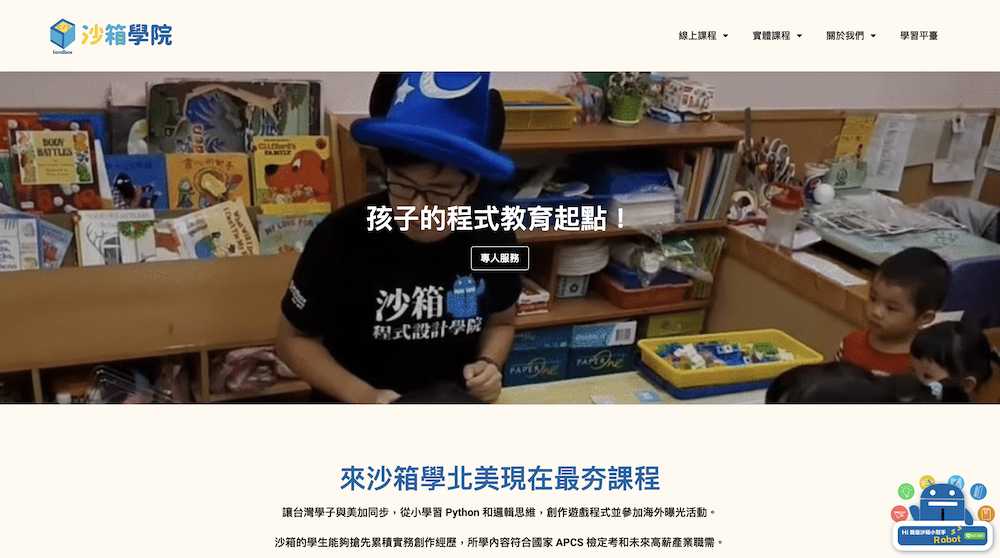 沙箱學院
Sandbox
線上課程
實體課程
關於我們
學習平臺
BODY BATTLES
Clifford's FAMILY
孩子的程式教育起點！
專人服務
沙箱
程式設計學院
PAPER One
PAPER One
來沙箱學北美現在最夯課程
讓台灣學子與美加同步，從小學習 Python 和邏輯思維，創作遊戲程式並參加海外曝光活動。
沙箱的學生能夠搶先累積實務創作經歷，所學內容符合國家 APCS 檢定考和未來高薪產業職需。
Hi 我是沙箱小幫手
Robot